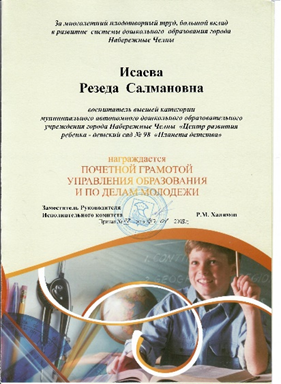 За многолетний плодотворный труд, большой вклад
в развитие системы дошкольного образования города
Набережные Челны
Исаева
Резеда Салмановна
воспитатель высшей категории
муниципального автономного дошкольного образовательного
учреждения города Набережные Челны «Центр развития
ребенка - детский сад № 98 «Планета детства»
награждается
ПОЧЕТНОЙ ГРАМОТОЙ
УПРАВЛЕНИЯ ОБРАЗОВАНИЯ
И ПО ДЕЛАМ МОЛОДЕЖИ
Заместитель Руководителя
Исполнительного комитета Р.М. Халимов
Приказ